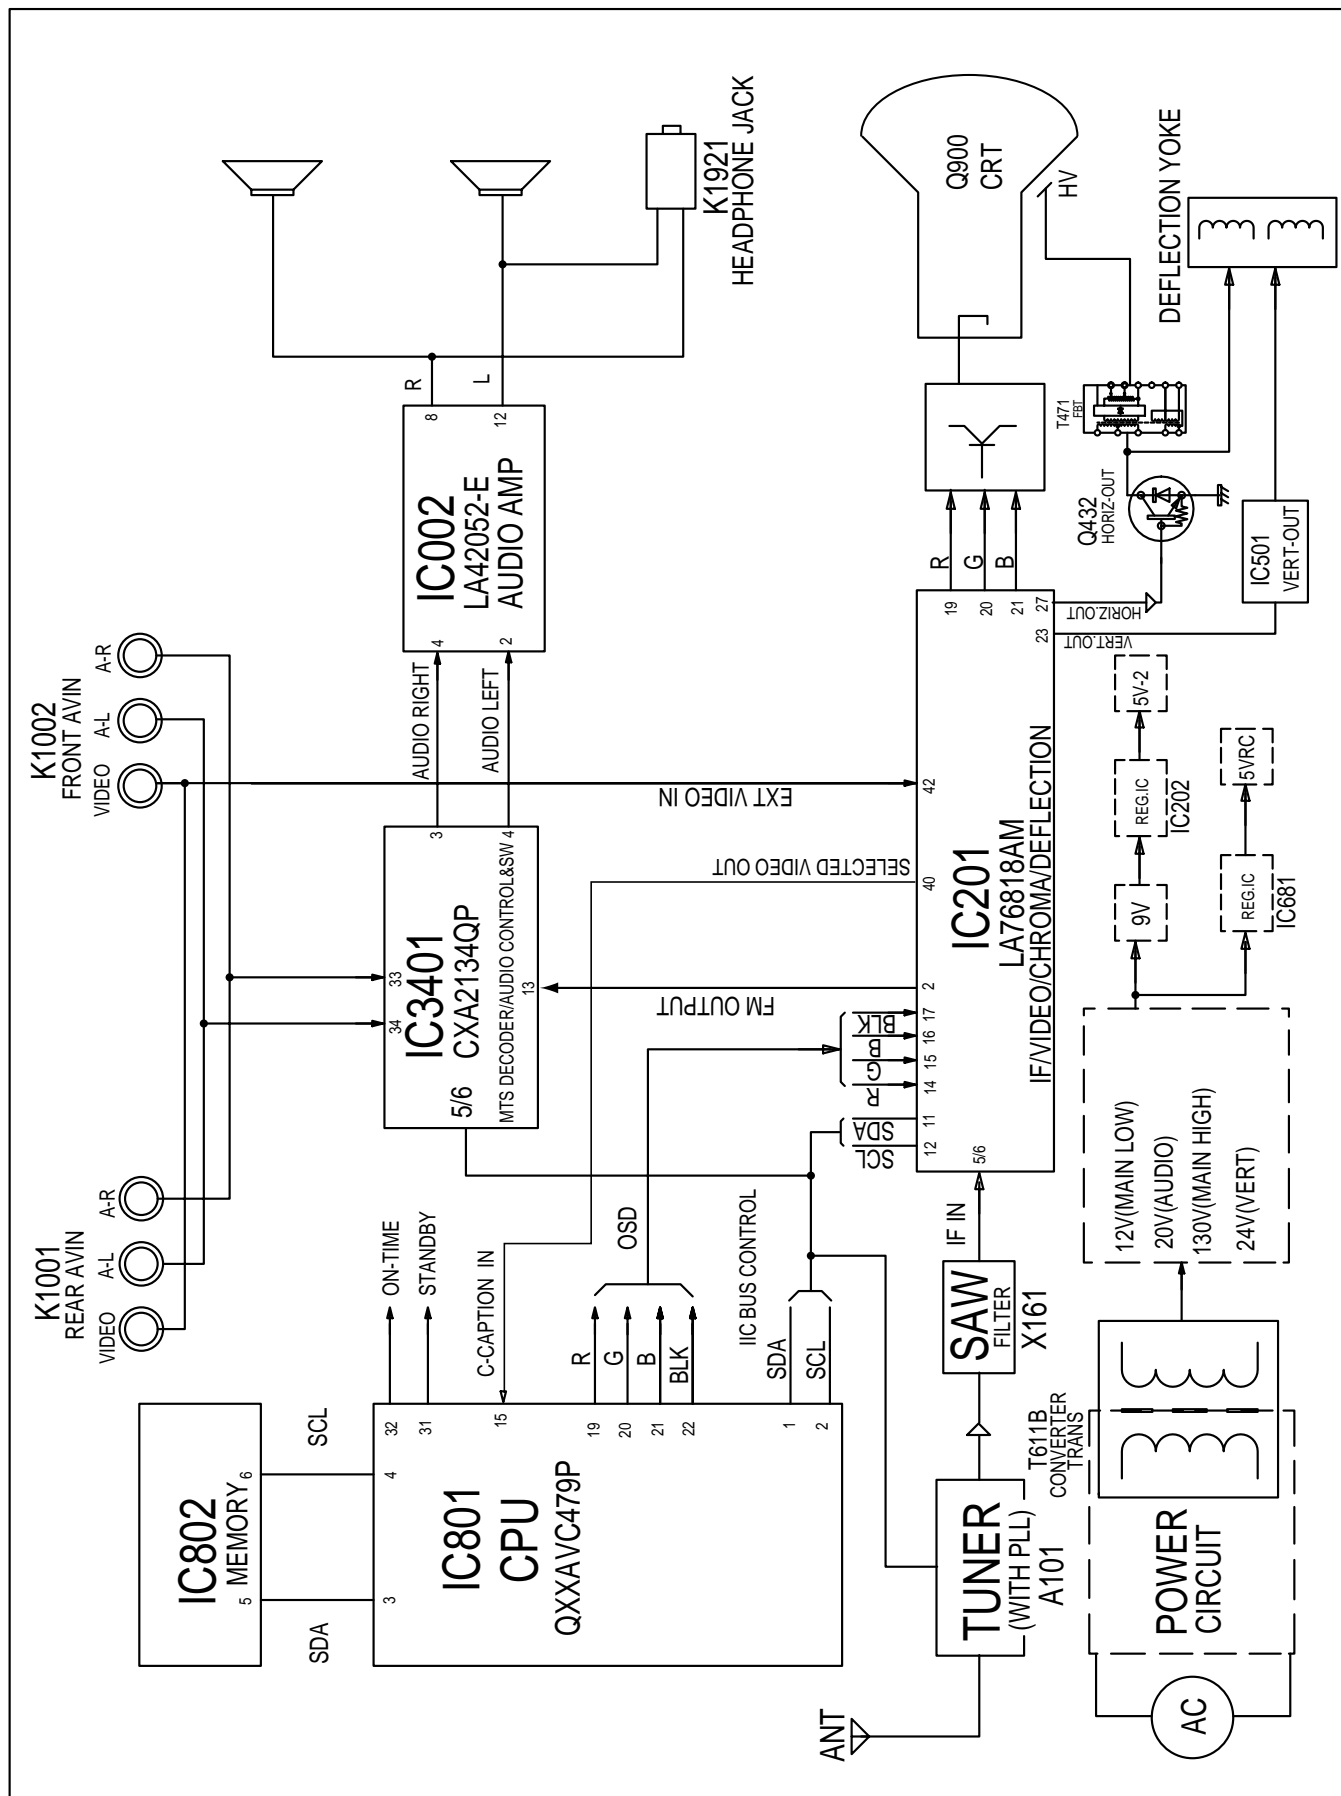 IC802
MEMORY
5
6
SDA
SCL
3
4
IC801
CPU
QXXAVC479P
32
31
15
19
20
21
22
1
2
ON-TIME
STANDBY
C-CAPTION IN
R
G
B
BLK
OSD
IIC BUS CONTROL
SDA
SCL
K1001
REAR AVIN
VIDEO
A-L
A-R
K1002
FRONT AVIN
VIDEO
A-L
A-R
34
33
IC3401
CXA2134QP
5/6
MTS DECODER/AUDIO CONTROL&SW
13
3
4
AUDIO RIGHT
AUDIO LEFT
4
2
IC002
LA42052-E
AUDIO AMP
8
12
R
L
K1921
HEADPHONE JACK
EXT VIDEO IN
SELECTED VIDEO OUT
FM OUTPUT
SCL
SDA
R
G
B
BLK
12
11
14
15
16
17
2
40
42
5/6
IC201
LA76818AM
IF/VIDEO/CHROMA/DEFLECTION
19
20
21
23
27
R
G
B
VERT.OUT
HORIZ.OUT
Q900
CRT
HV
T471
FBT
Q432
HORIZ-OUT
IC501
VERT-OUT
DEFLECTION YOKE
ANT
TUNER
(WITH PLL)
A101
SAW
FILTER
X161
IF IN
AC
POWER
CIRCUIT
T611B
CONVERTER
TRANS
12V(MAIN LOW)
20V(AUDIO)
130V(MAIN HIGH)
24V(VERT)
9V
REG.IC
IC202
5V-2
REG.IC
IC681
5VRC